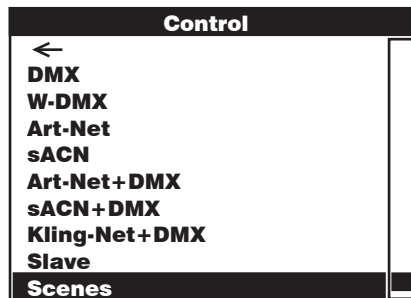 Control
←
DMX
W-DMX
Art-Net
sACN
Art-Net+DMX
sACN+DMX
Kling-Net+DMX
Slave
Scenes